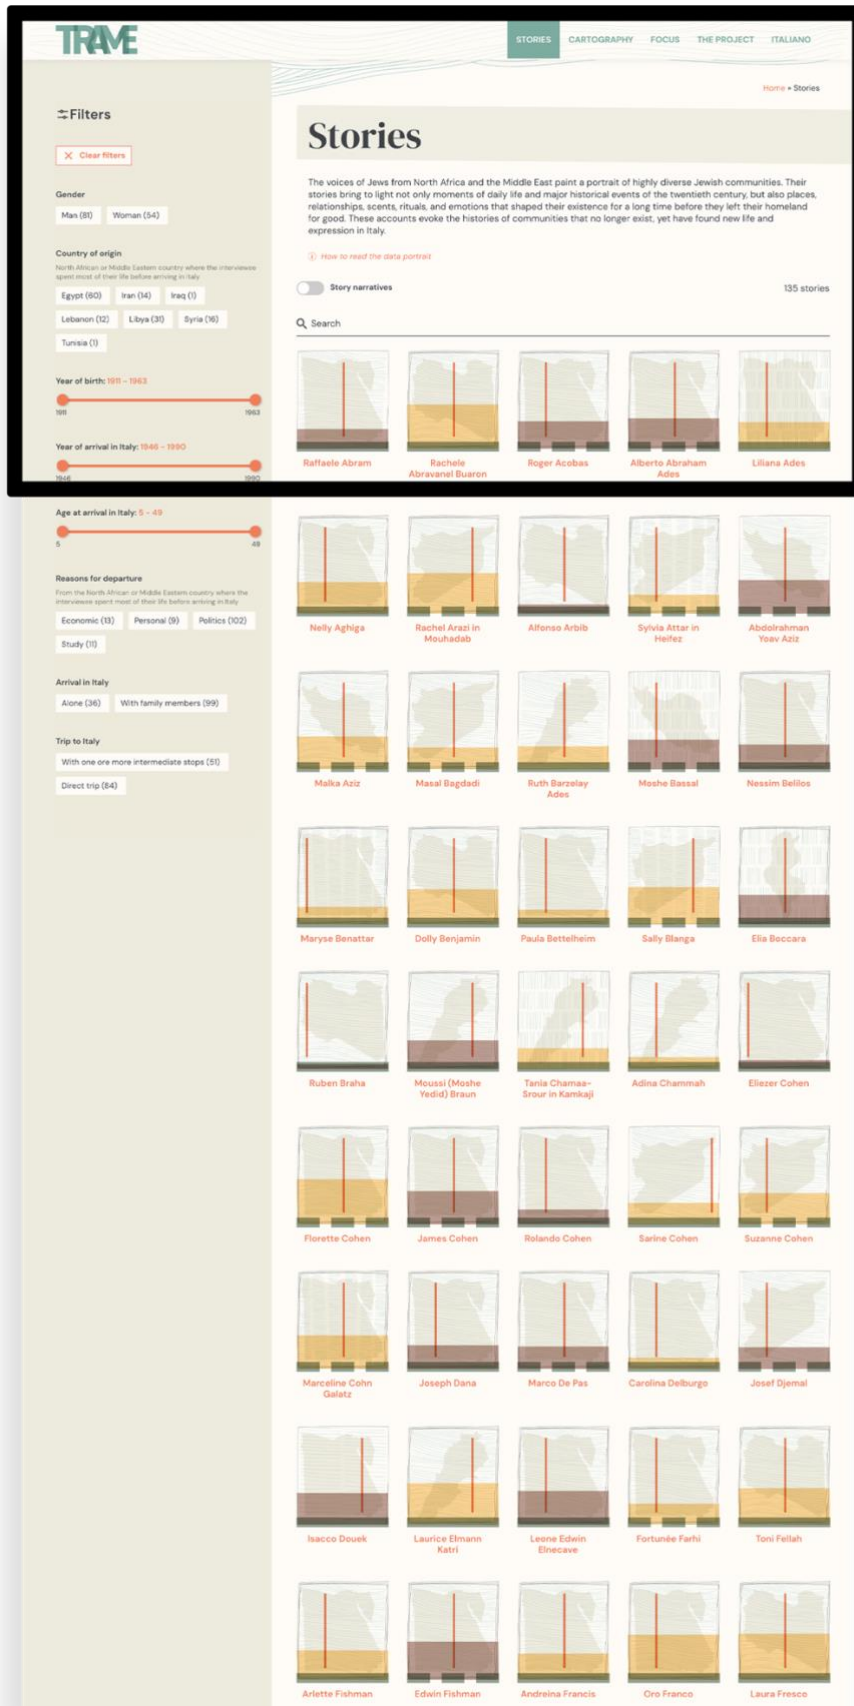 TRAME
STORIES CARTOGRAPHY FOCUS THE PROJECT ITALIANO
Home • Stories
Filters
Clear filters
Gender
Man (81) Woman (54)
Country of origin
North African or Middle Eastern country where the interviewee
spent most of their life before arriving in Italy
Egypt (60) Iran (14) Iraq (1)
Lebanon (12) Libya (31) Syria (16)
Tunisia (1)
Year of birth: 1911 - 1963
1911 1963
Year of arrival in Italy: 1946 - 1990
1946 1990
Age at arrival in Italy: 5 - 49
5 49
Reasons for departure
From the North African or Middle Eastern country where the
interviewee spent most of their life before arriving in Italy
Economic (13) Personal (9) Politics (102)
Study (11)
Arrival in Italy
Alone (36) With family members (99)
Trip to Italy
With one ore more intermediate stops (51)
Direct trip (84)
Stories
The voices of Jews from North Africa and the Middle East paint a portrait of highly diverse Jewish communities. Their
stories bring to light not only moments of daily life and major historical events of the twentieth century, but also places,
relationships, scents, rituals, and emotions that shaped their existence for a long time before they left their homeland
for good. These accounts evoke the histories of communities that no longer exist, yet have found new life and
expression in Italy.
How to read the data portrait
Story narratives 135 stories
Search
Raffaele Abram Rachele Roger Acobas Alberto Abraham Liliana Ades
Abravanel Buaron Ades
Nelly Aghiga Rachel Arazi in Alfonso Arbib Sylvia Attar in Abdolrahman
Mouhadab Heifez Yoav Aziz
Malka Aziz Masal Bagdadi Ruth Barzelay Moshe Bassal Nessim Belilos
Ades
Maryse Benattar Dolly Benjamin Paula Bettelheim Sally Blanga Elia Boccara
Ruben Braha Moussi (Moshe Tania Chamaa- Adina Chammah Eliezer Cohen
Yedid) Braun Srour in Kamkaji
Florette Cohen James Cohen Rolando Cohen Sarine Cohen Suzanne Cohen
Marceline Cohn Joseph Dana Marco De Pas Carolina Delburgo Josef Djemal
Galatz
Isacco Douek Laurice Elmann Leone Edwin Fortunée Farhi Toni Fellah
Katri Elnecave
Arlette Fishman Edwin Fishman Andreina Francis Oro Franco Laura Fresco